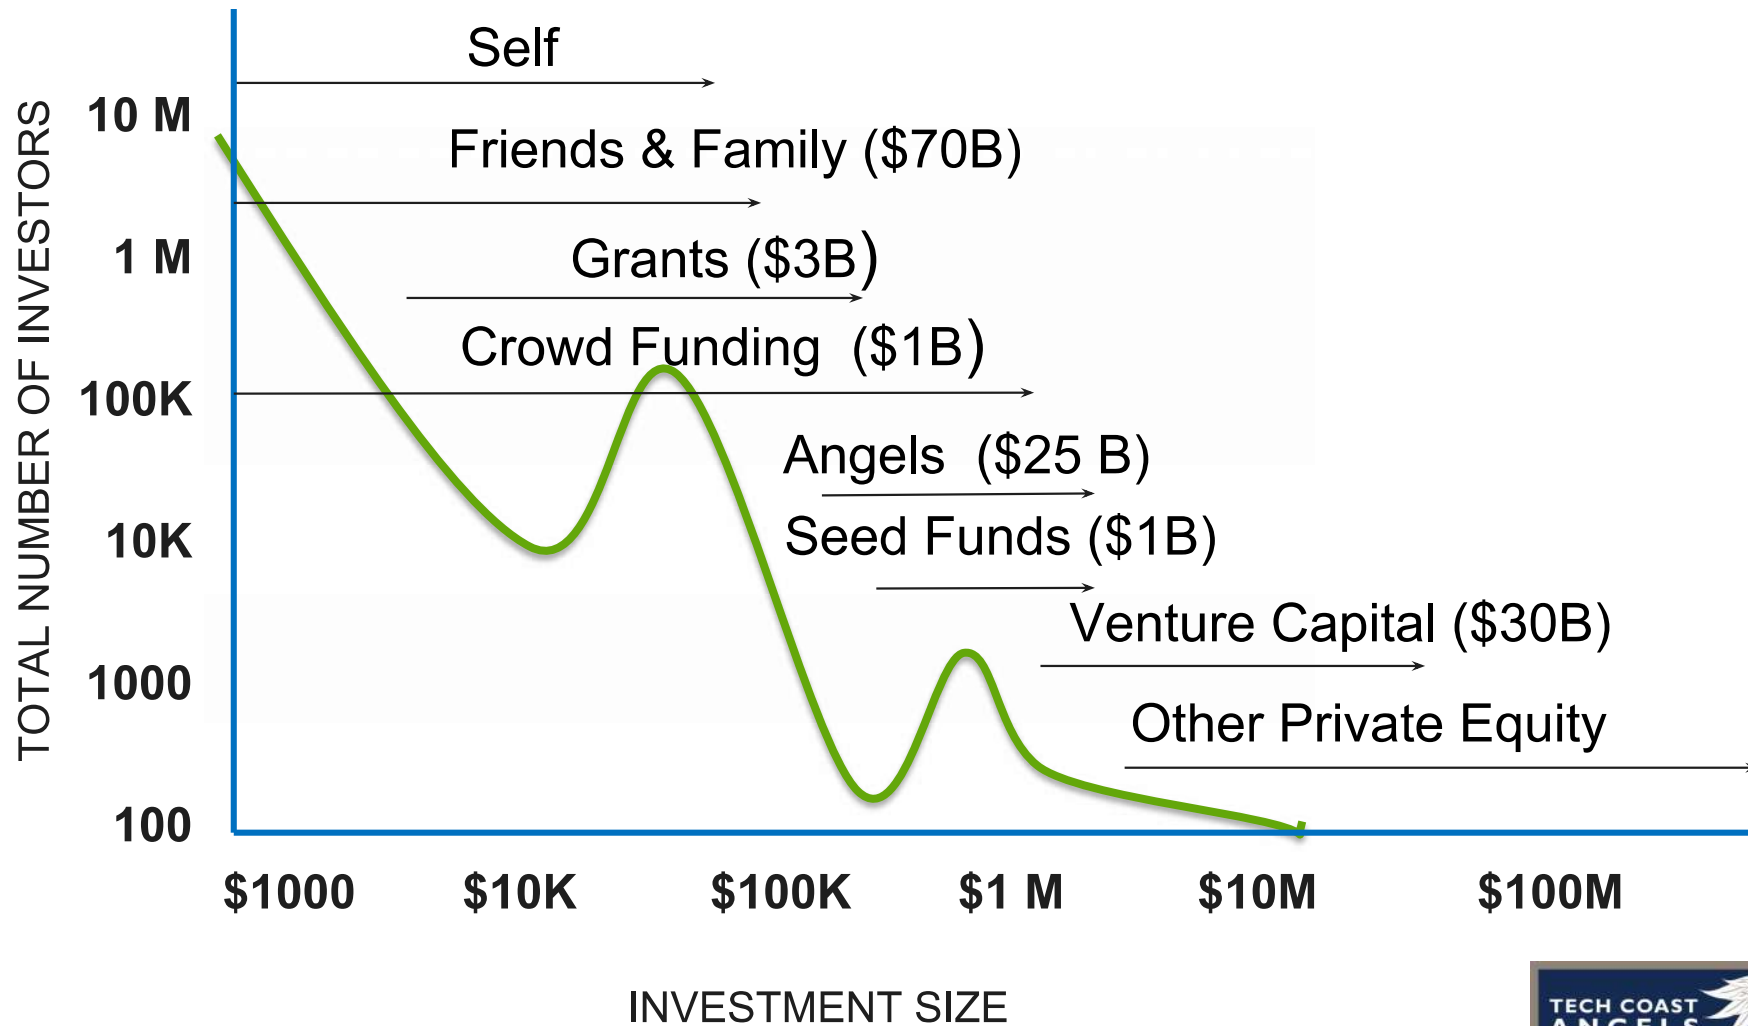 Self
10 M
Friends & Family ($70B)
1 M
Grants ($3B)
Crowd Funding ($1B)
100K
Angels ($25 B)
10K
Seed Funds ($1B)
Venture Capital ($30B)
1000
Other Private Equity
100
TOTAL NUMBER OF INVESTORS
$1000 $10K $100K $1 M $10M $100M
INVESTMENT SIZE
TECH COAST
ANGELS